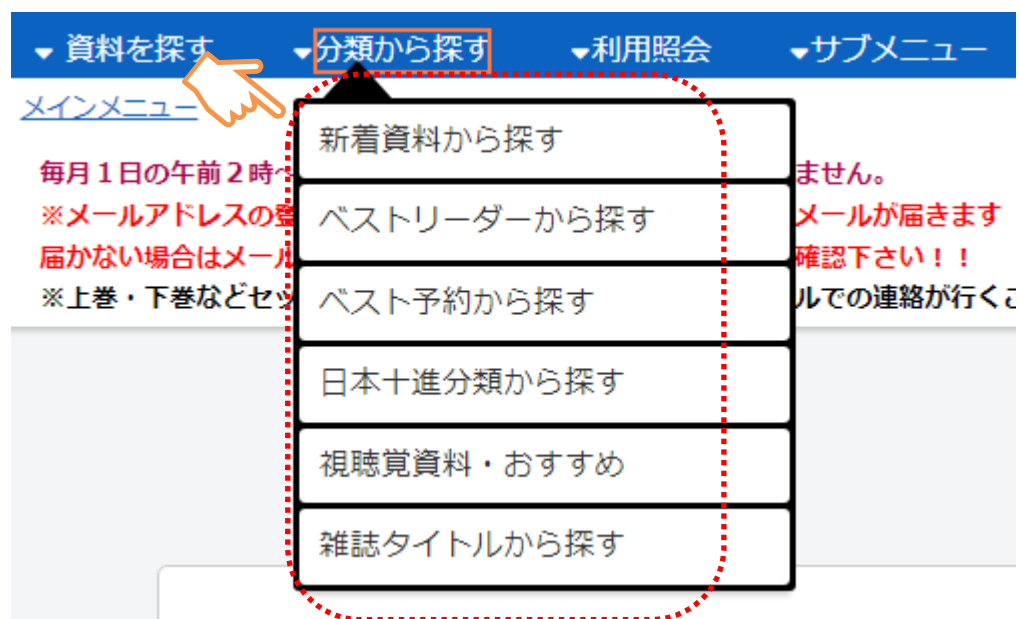 ▼資料を探す ▼分類から探す ▼利用照会 ▼サブメニュー
メインメニュー
新着資料から探す
ベストリーダーから探す
ベスト予約から探す
日本十進分類から探す
視聴覚資料・おすすめ
雑誌タイトルから探す
毎月1日の午前2時～ ません。
※メールアドレスの登 メールが届きます
届かない場合はメール 確認下さい！！
※上巻・下巻などセッ ルでの連絡が行くこ